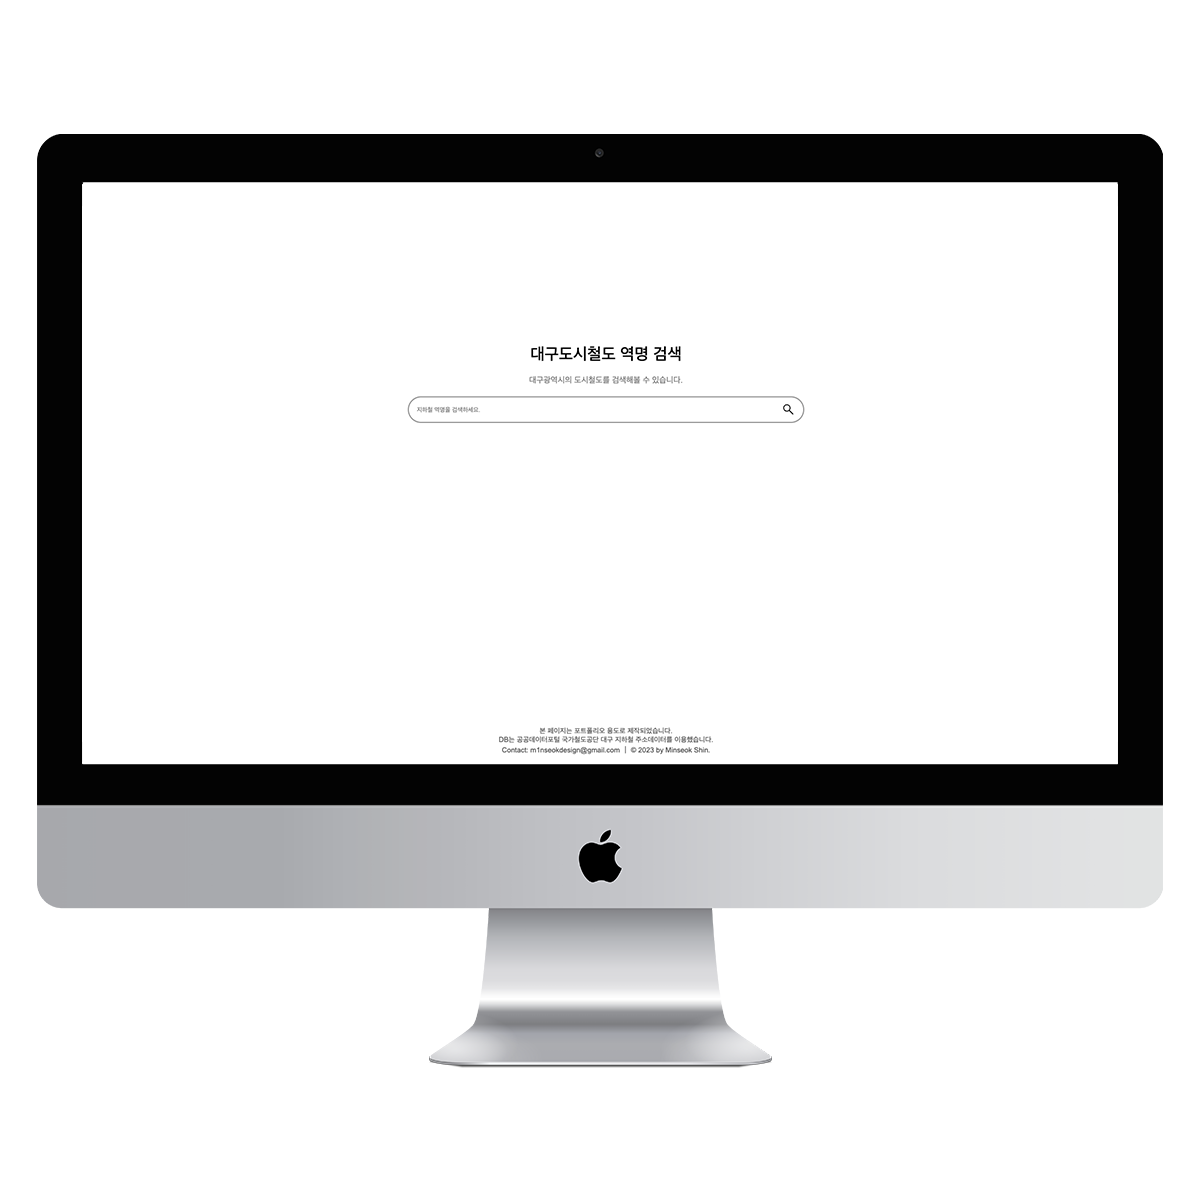 대구도시철도 역명 검색
대구광역시의 도시철도를 검색해볼 수 있습니다.
지하철 역명을 검색하세요.
본 페이지는 포트폴리오 용도로 제작되었습니다.
DB는 공공데이터포털 국가철도공단 대구 지하철 주소데이터를 이용했습니다.
Contact: m1nseokdesign@gmail.com | © 2023 by Minseok Shin.